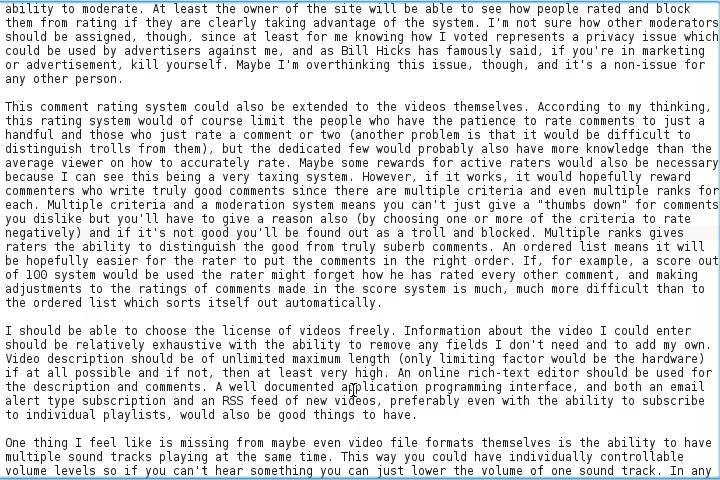 ability to moderate. At least the owner of the site will be able to see how people rated and block
them from rating if they are clearly taking advantage of the system. I'm not sure how other moderators
should be assigned, though, since at least for me knowing how I voted represents a privacy issue which
could be used by advertisers against me, and as Bill Hicks has famously said, if you're in marketing
or advertisement, kill yourself. Maybe I'm overthinking this issue, though, and it's a non-issue for
any other person.
This comment rating system could also be extended to the videos themselves. According to my thinking,
this rating system would of course limit the people who have the patience to rate comments to just a
handful and those who just rate a comment or two (another problem is that it would be difficult to
distinguish trolls from them), but the dedicated few would probably also have more knowledge than the
average viewer on how to accurately rate. Maybe some rewards for active raters would also be necessary
because I can see this being a very taxing system. However, if it works, it would hopefully reward
commenters who write truly good comments since there are multiple criteria and even multiple ranks for
each. Multiple criteria and a moderation system means you can't just give a "thumbs down" for comments
you dislike but you'll have to give a reason also (by choosing one or more of the criteria to rate
negatively) and if it's not good you'll be found out as a troll and blocked. Multiple ranks gives
raters the ability to distinguish the good from truly suberb comments. An ordered list means it will
be hopefully easier for the rater to put the comments in the right order. If, for example, a score out
of 100 system would be used the rater might forget how he has rated every other comment, and making
adjustments to the ratings of comments made in the score system is much, much more difficult than to
the ordered list which sorts itself out automatically.
I should be able to choose the license of videos freely. Information about the video I could enter
should be relatively exhaustive with the ability to remove any fields I don't need and to add my own.
Video description should be of unlimited maximum length (only limiting factor would be the hardware)
if at all possible and if not, then at least very high. An online rich-text editor should be used for
the description and comments. A well documented application programming interface, and both an email
alert type subscription and an RSS feed of new videos, preferably even with the ability to subscribe
to individual playlists, would also be good things to have.
One thing I feel like is missing from maybe even video file formats themselves is the ability to have
multiple sound tracks playing at the same time. This way you could have individually controllable
volume levels so if you can't hear something you can just lower the volume of one sound track. In any